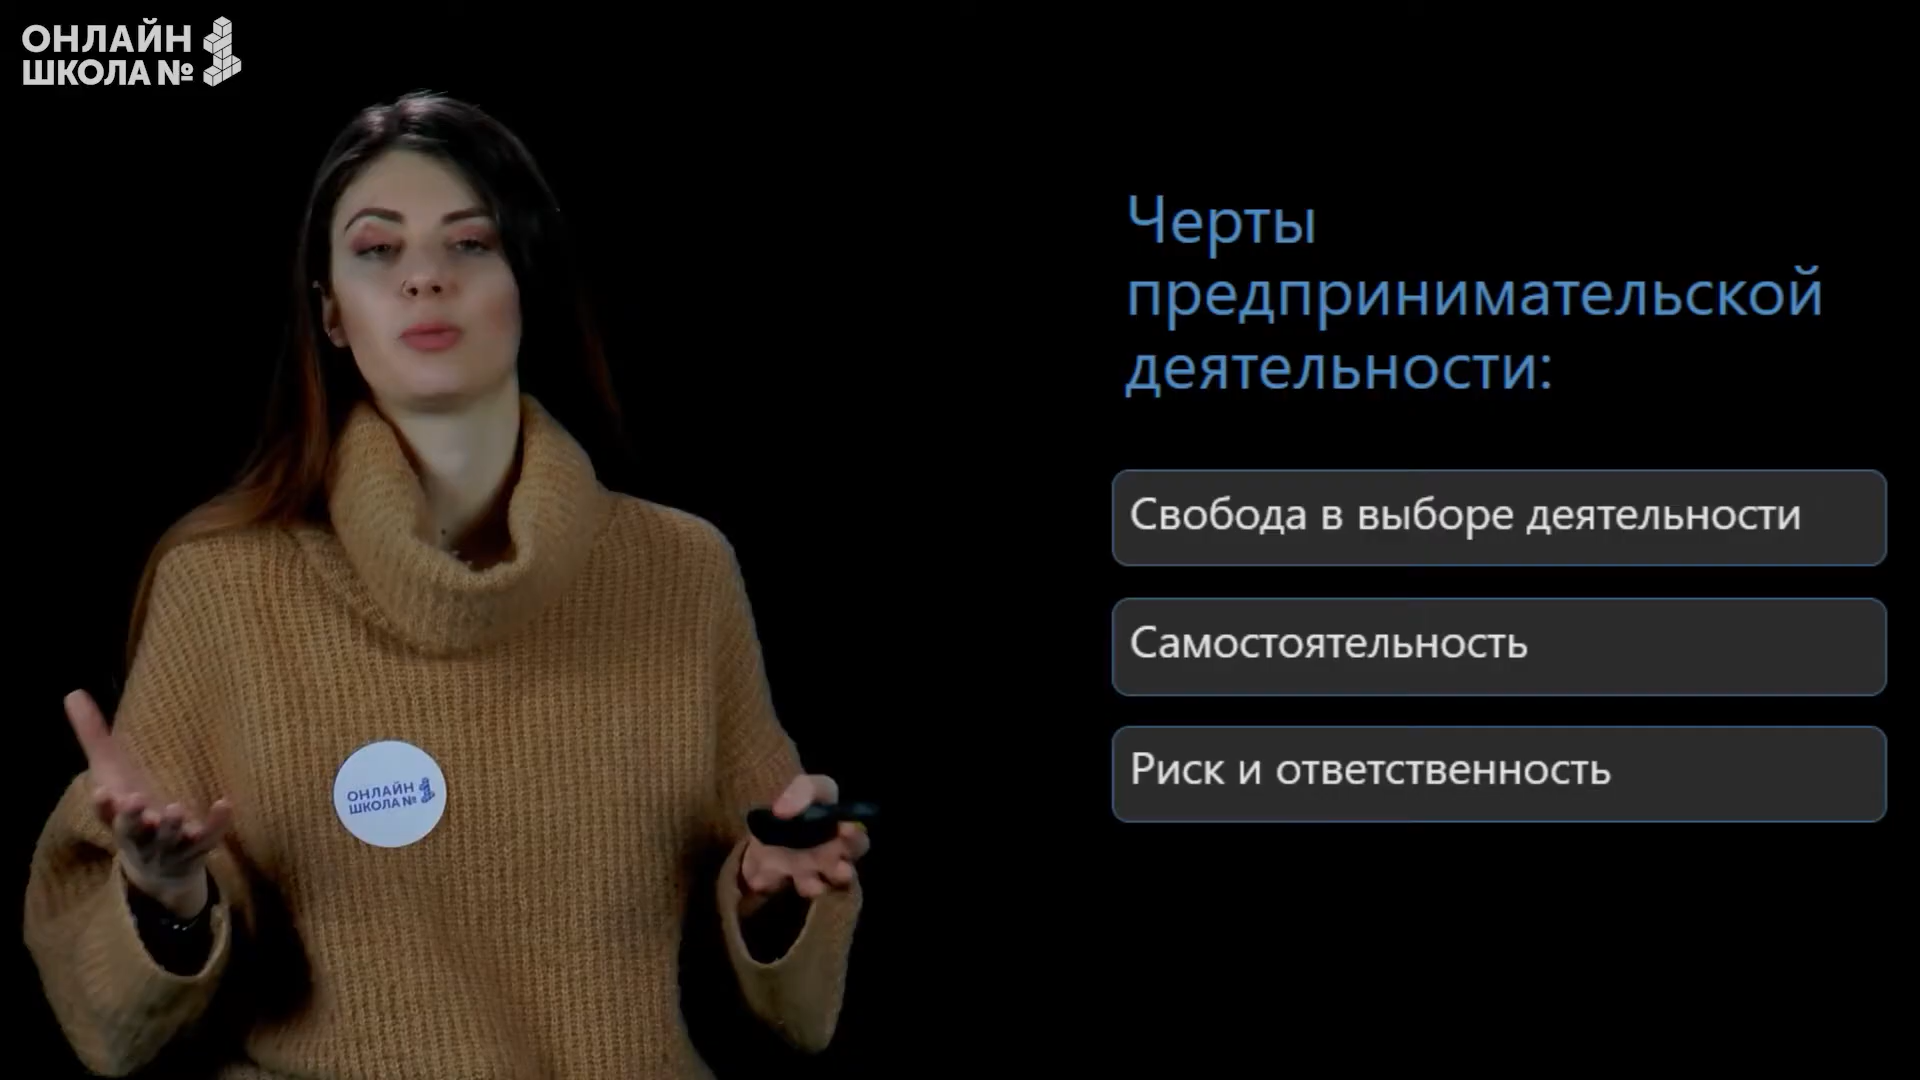 ОНЛАЙН
ШКОЛА №
Черты
предпринимательской
деятельности:
Свобода в выборе деятельности
Самостоятельность
Риск и ответственность
ОНЛАЙН
ШКОЛА №